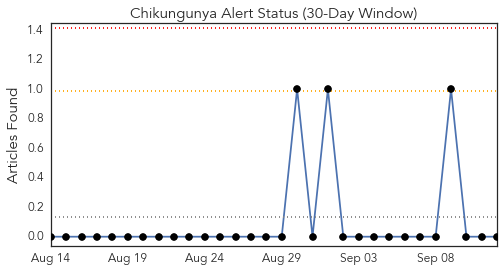 Chikungunya Alert Status (30-Day Window)
Articles Found
1.4
1.2
1.0
0.8
0.6
0.4
0.2
0.0
Aug 14
Aug 19
Aug 24
Aug 29
Sep 03
Sep 08